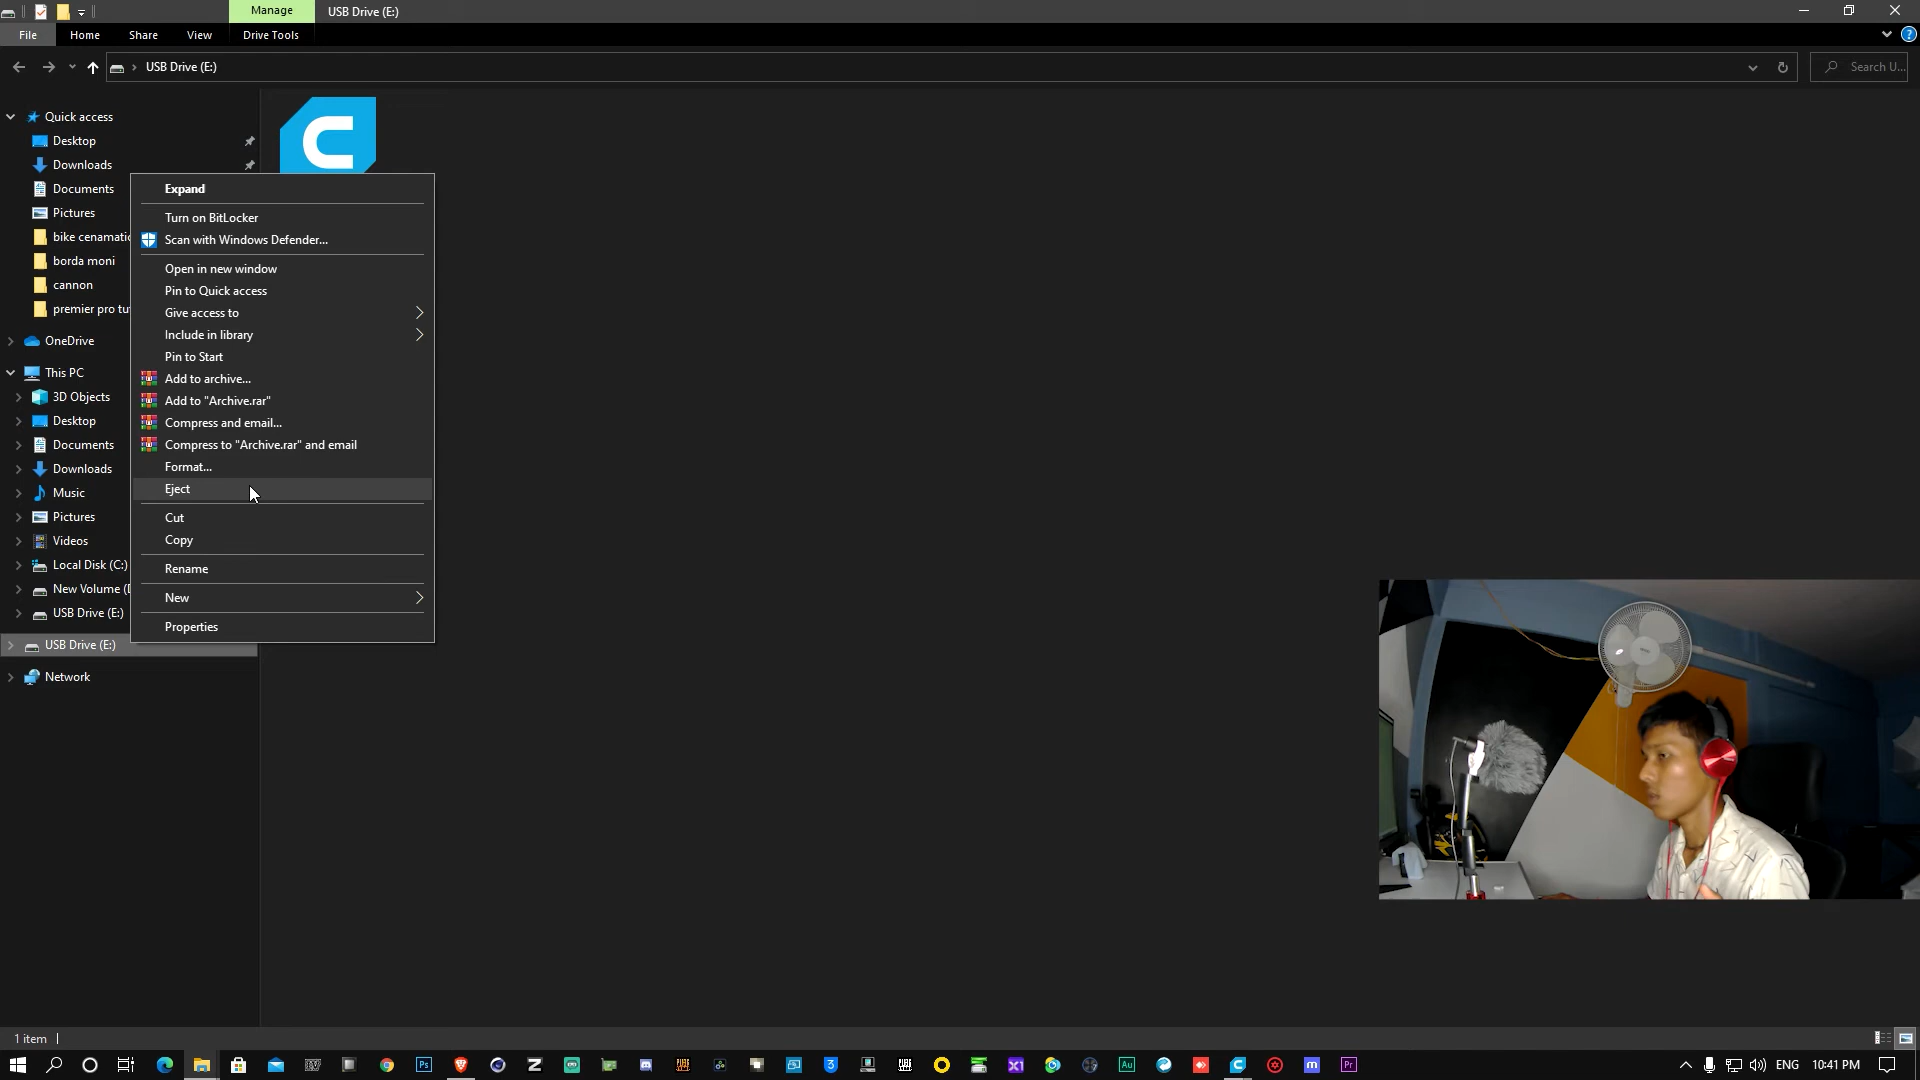 Manage
USB Drive (E:)
File
Home
Share
View
Drive Tools
USB Drive (E:)
Search U...
Quick access
Desktop
Downloads
Documents
Pictures
bike cenamatic
borda moni
cannon
premier pro tu
OneDrive
This PC
3D Objects
Desktop
Documents
Downloads
Music
Pictures
Videos
Local Disk (C:)
New Volume (
USB Drive (E:)
USB Drive (E:)
Network
Expand
Turn on BitLocker
Scan with Windows Defender...
Open in new window
Pin to Quick access
Give access to
Include in library
Pin to Start
Add to archive...
Add to "Archive.rar"
Compress and email...
Compress to "Archive.rar" and email
Format...
Eject
Cut
Copy
Rename
New
Properties
1 item
ENG
10:41 PM